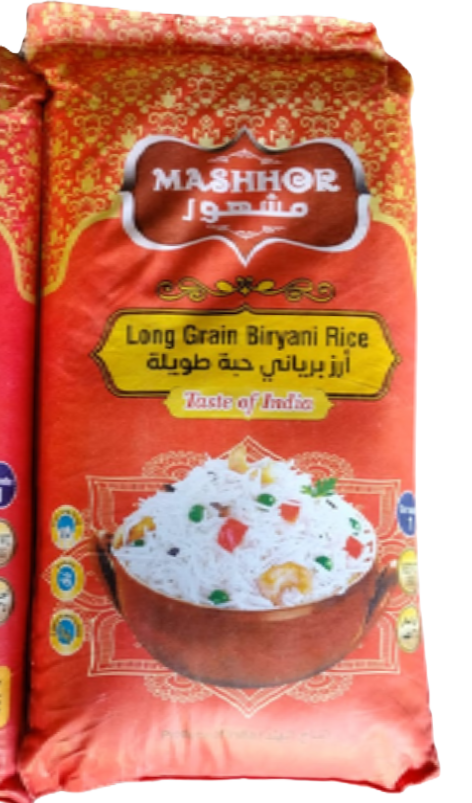 MASHHOR
مشهور
Long Grain Biryani Rice
أرز برياني حبة طويلة
Taste of India